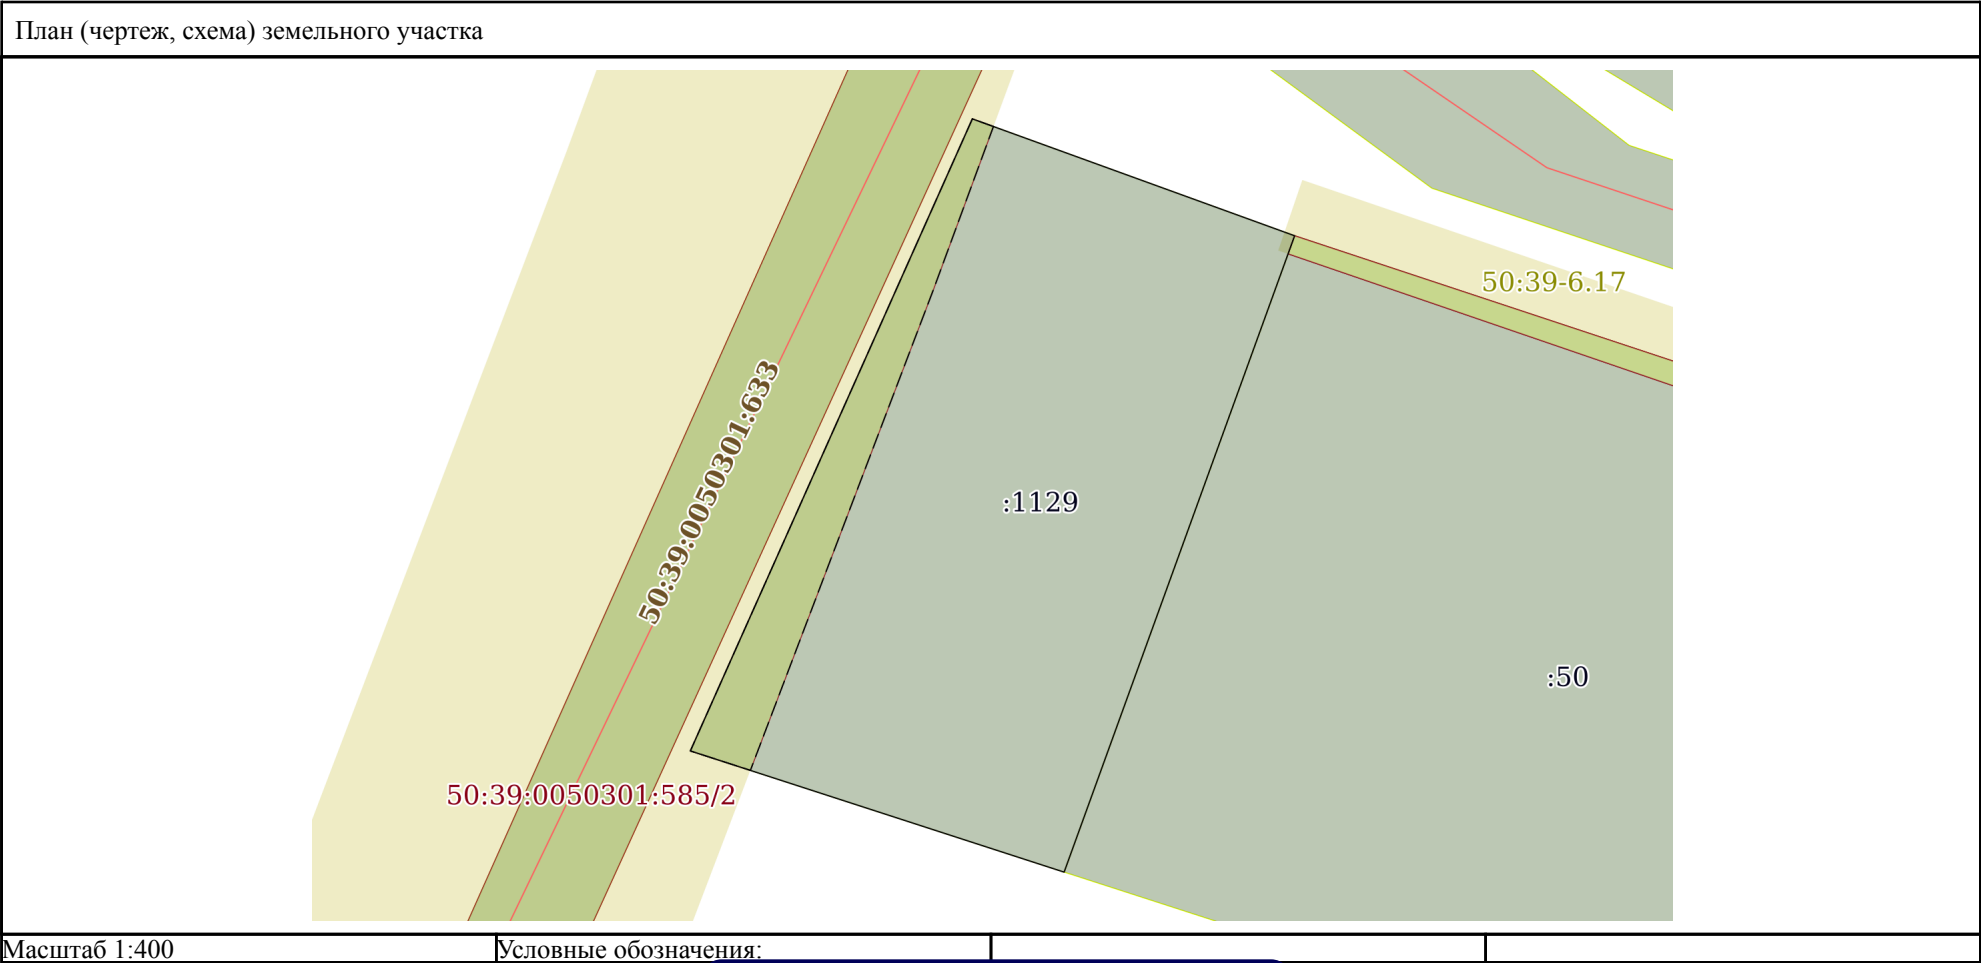 План (чертеж, схема) земельного участка
50:39-6.17
50:39:0050301:633
:1129
:50
50:39:0050301:585/2
Масштаб 1:400
Условные обозначения: